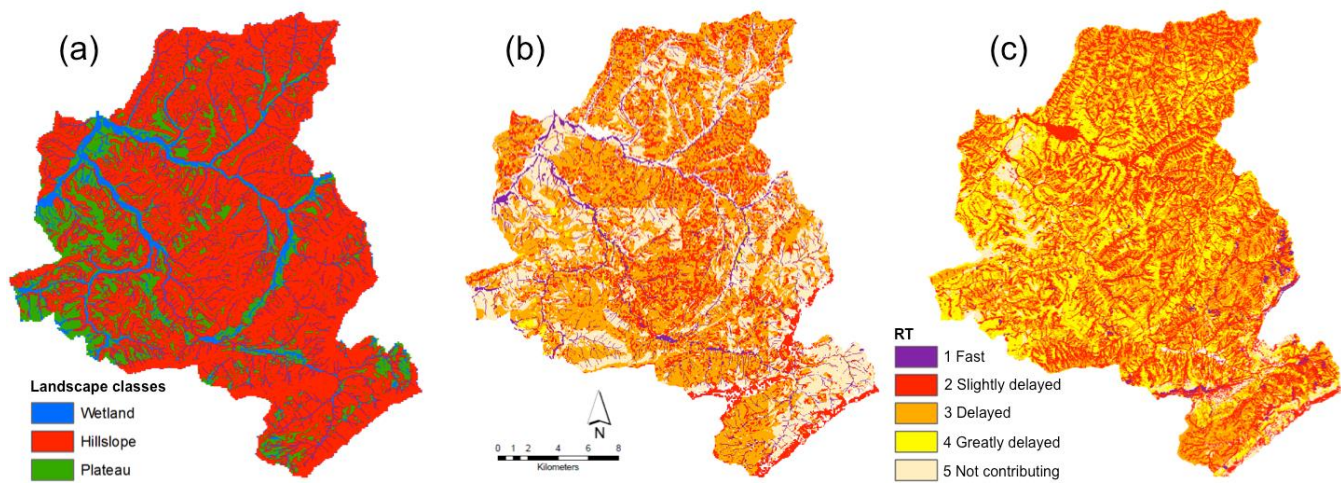 (a)
(b)
(c)
Landscape classes
Wetland
Hillslope
Plateau
N
0 1 2 4 6 8
Kilometers
RT
1 Fast
2 Slightly delayed
3 Delayed
4 Greatly delayed
5 Not contributing